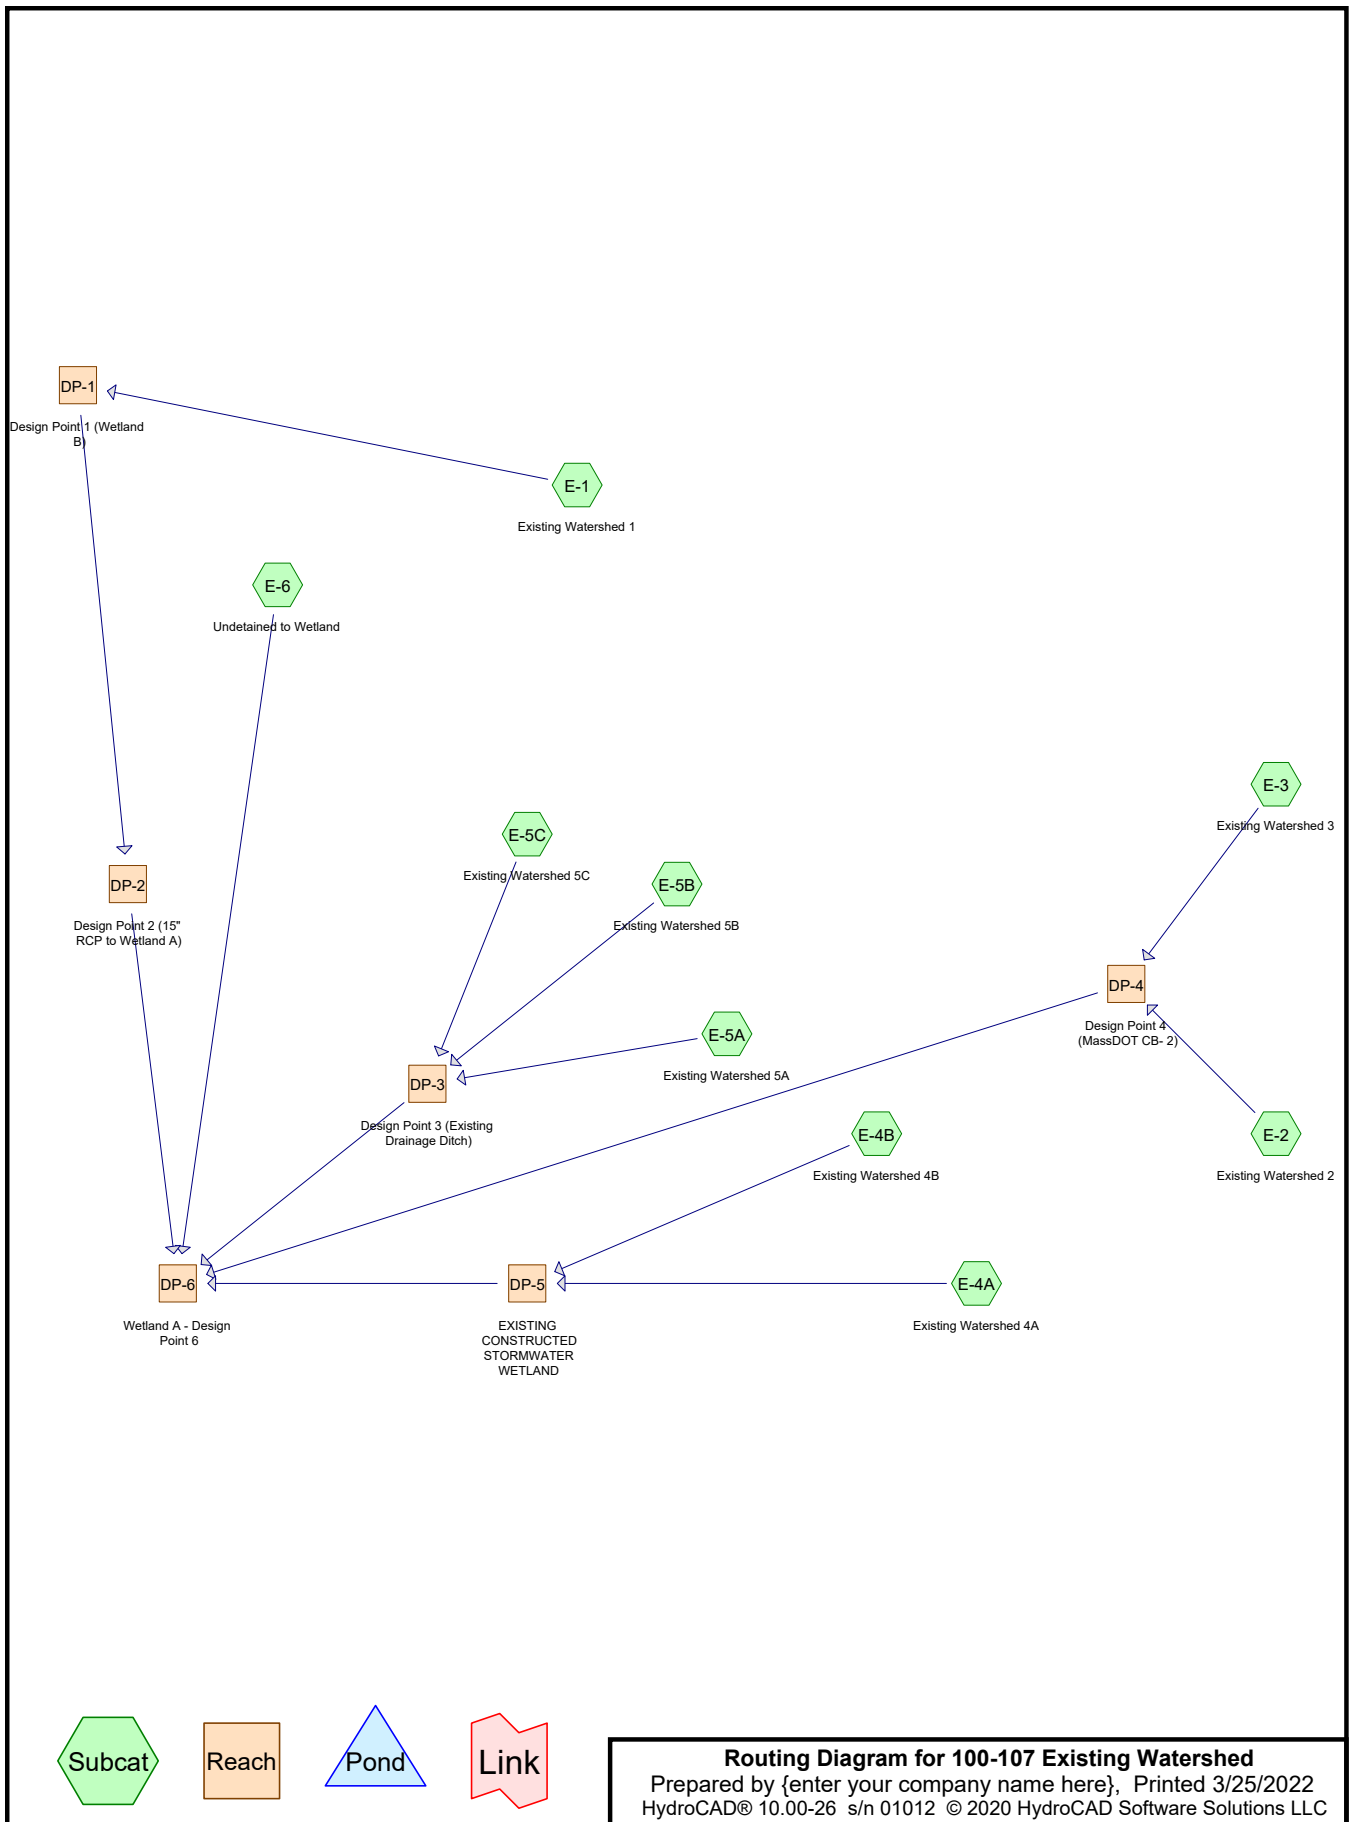 DP-1
Design Point 1 (Wetland
B)
E-1
Existing Watershed 1
E-6
Undetained to Wetland
E-3
Existing Watershed 3
E-5C
Existing Watershed 5C
E-5B
Existing Watershed 5B
DP-2
Design Point 2 (15"
RCP to Wetland A)
DP-4
Design Point 4
(MassDOT CB- 2)
E-5A
Existing Watershed 5A
DP-3
Design Point 3 (Existing
Drainage Ditch)
E-4B
Existing Watershed 4B
E-2
Existing Watershed 2
DP-6
Wetland A - Design
Point 6
DP-5
EXISTING
CONSTRUCTED
STORMWATER
WETLAND
E-4A
Existing Watershed 4A
Subcat
Reach
Pond
Link
Routing Diagram for 100-107 Existing Watershed
Prepared by {enter your company name here}, Printed 3/25/2022
HydroCAD® 10.00-26 s/n 01012 © 2020 HydroCAD Software Solutions LLC